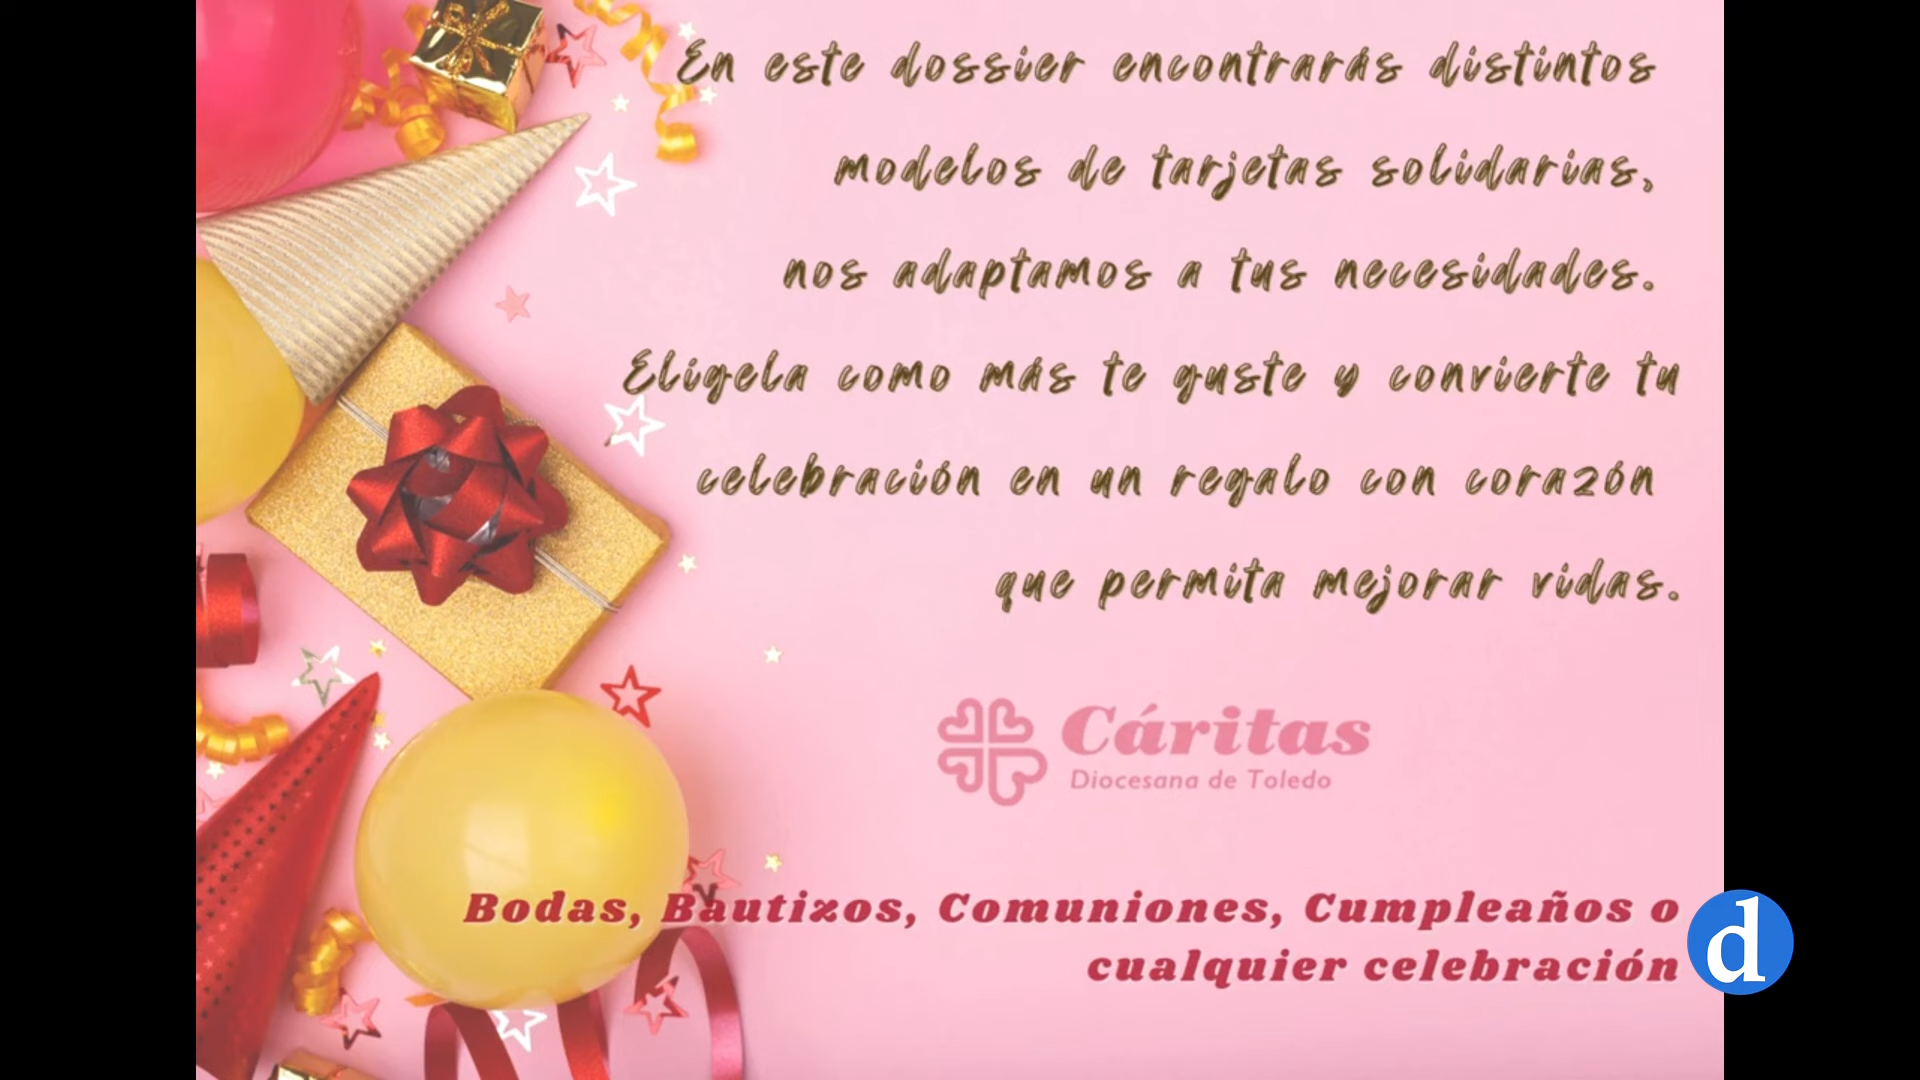 En este dossier encontrarás distintos
modelos de tarjetas solidarias,
nos adaptamos a tus necesidades.
Elígela como más te guste y convierte tu
celebración en un regalo con corazón
que permita mejorar vidas.
Cáritas
Diocesana de Toledo
Bodas, Bautizos, Comuniones, Cumpleaños o
cualquier celebración
d